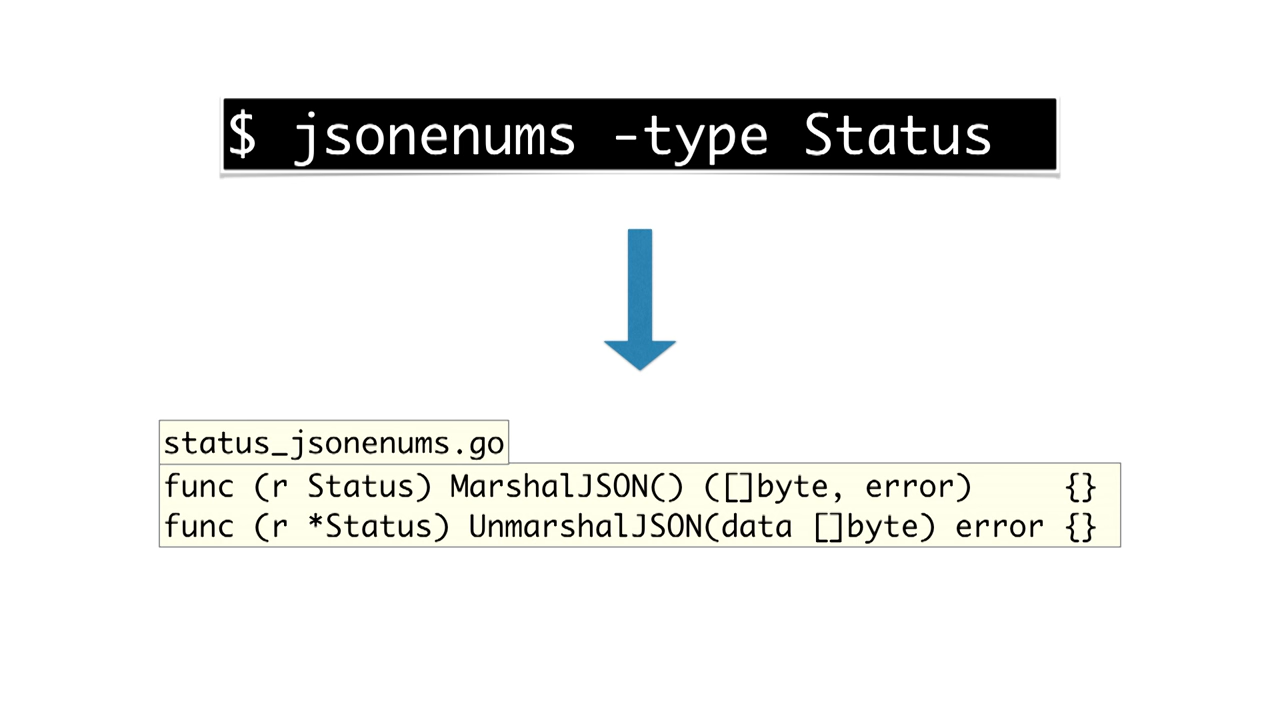 $ jsonenums -type Status
status_jsonenums.go
func (r Status) MarshalJSON() ([]byte, error)     {}
func (r *Status) UnmarshalJSON(data []byte) error {}